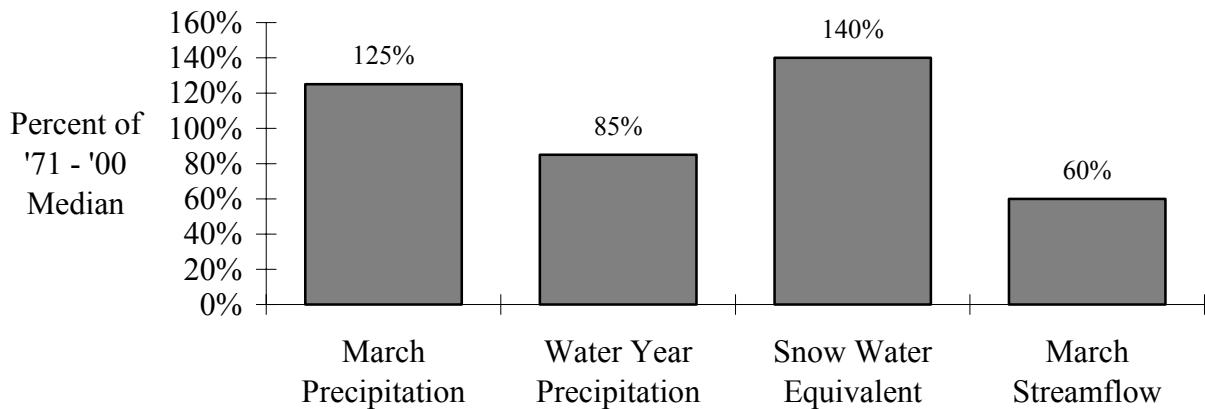 160%
140%
120%
100%
80%
60%
40%
20%
0%
Percent of
'71 - '00
Median
125%
85%
140%
60%
March
Precipitation
Water Year
Precipitation
Snow Water
Equivalent
March
Streamflow